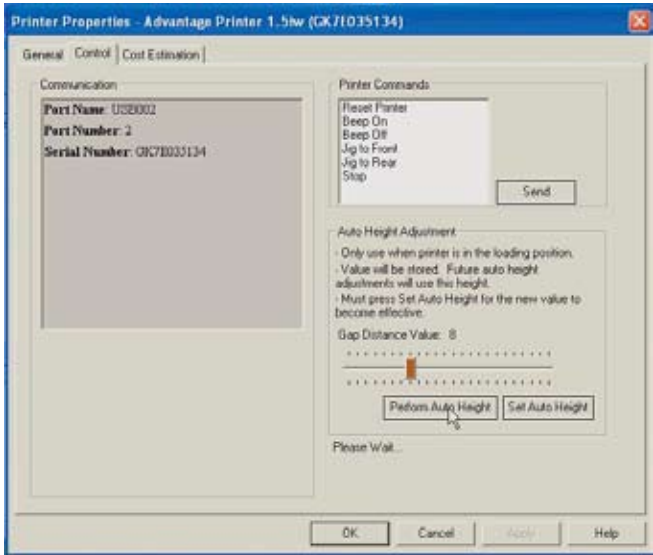 Printer Properties - Advantage Printer 1.5iw (GK7E035134)
General
Control
Cost Estimation
Communication
Port Name: USB002
Port Number: 2
Serial Number: GK7E035134
Printer Commands
Reset Printer
Beep On
Beep Off
Jig to Front
Jig to Rear
Stop
Send
Auto Height Adjustment
- Only use when printer is in the loading position.
- Value will be stored. Future auto height
adjustments will use this height.
- Must press Set Auto Height for the new value to
become effective.
Gap Distance Value: 8
Perform Auto Height
Set Auto Height
Please Wait...
OK
Cancel
Apply
Help